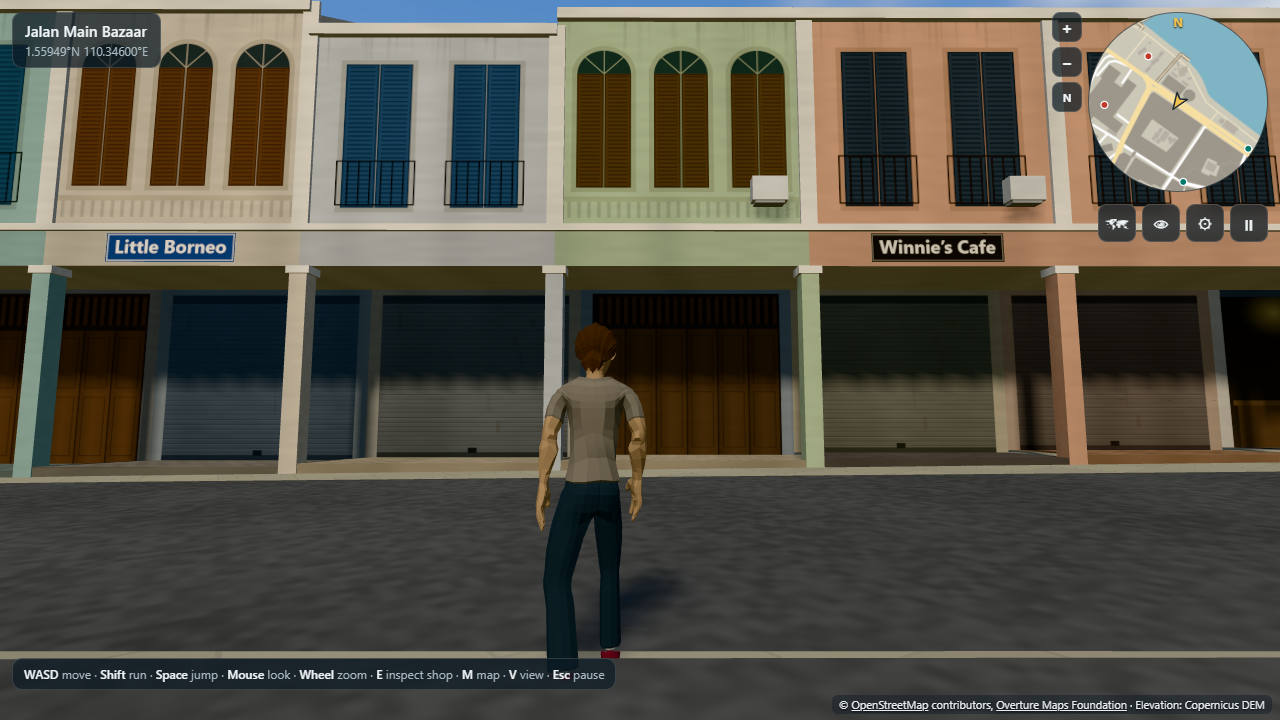 Jalan Main Bazaar
1.55949°N 110.34600°E
+
−
N
N
Little Borneo
Winnie's Cafe
WASD move · Shift run · Space jump · Mouse look · Wheel zoom · E inspect shop · M map · V view · Esc pause
© OpenStreetMap contributors, Overture Maps Foundation · Elevation: Copernicus DEM